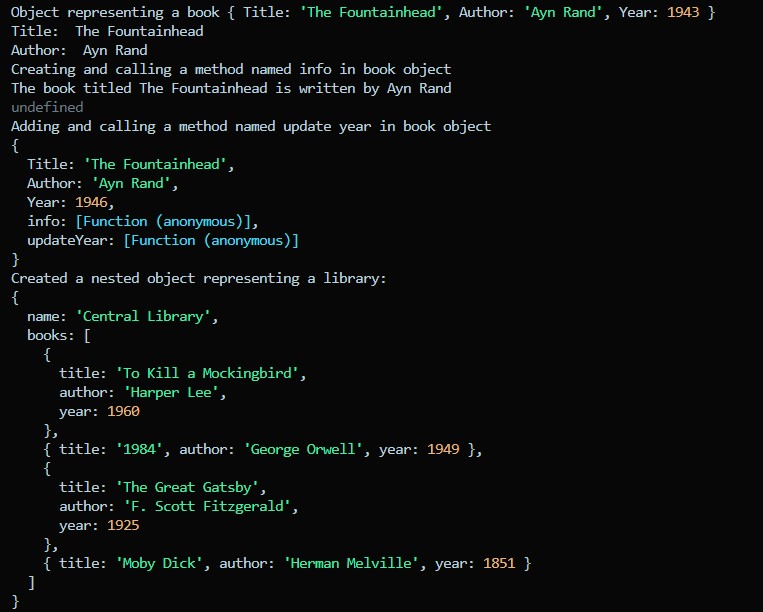 Object representing a book { Title: 'The Fountainhead', Author: 'Ayn Rand', Year: 1943 }
Title:  The Fountainhead
Author:  Ayn Rand
Creating and calling a method named info in book object
The book titled The Fountainhead is written by Ayn Rand
undefined
Adding and calling a method named update year in book object
{
  Title: 'The Fountainhead',
  Author: 'Ayn Rand',
  Year: 1946,
  info: [Function (anonymous)],
  updateYear: [Function (anonymous)]
}
Created a nested object representing a library:
{
  name: 'Central Library',
  books: [
    {
      title: 'To Kill a Mockingbird',
      author: 'Harper Lee',
      year: 1960
    },
    { title: '1984', author: 'George Orwell', year: 1949 },
    {
      title: 'The Great Gatsby',
      author: 'F. Scott Fitzgerald',
      year: 1925
    },
    { title: 'Moby Dick', author: 'Herman Melville', year: 1851 }
  ]
}